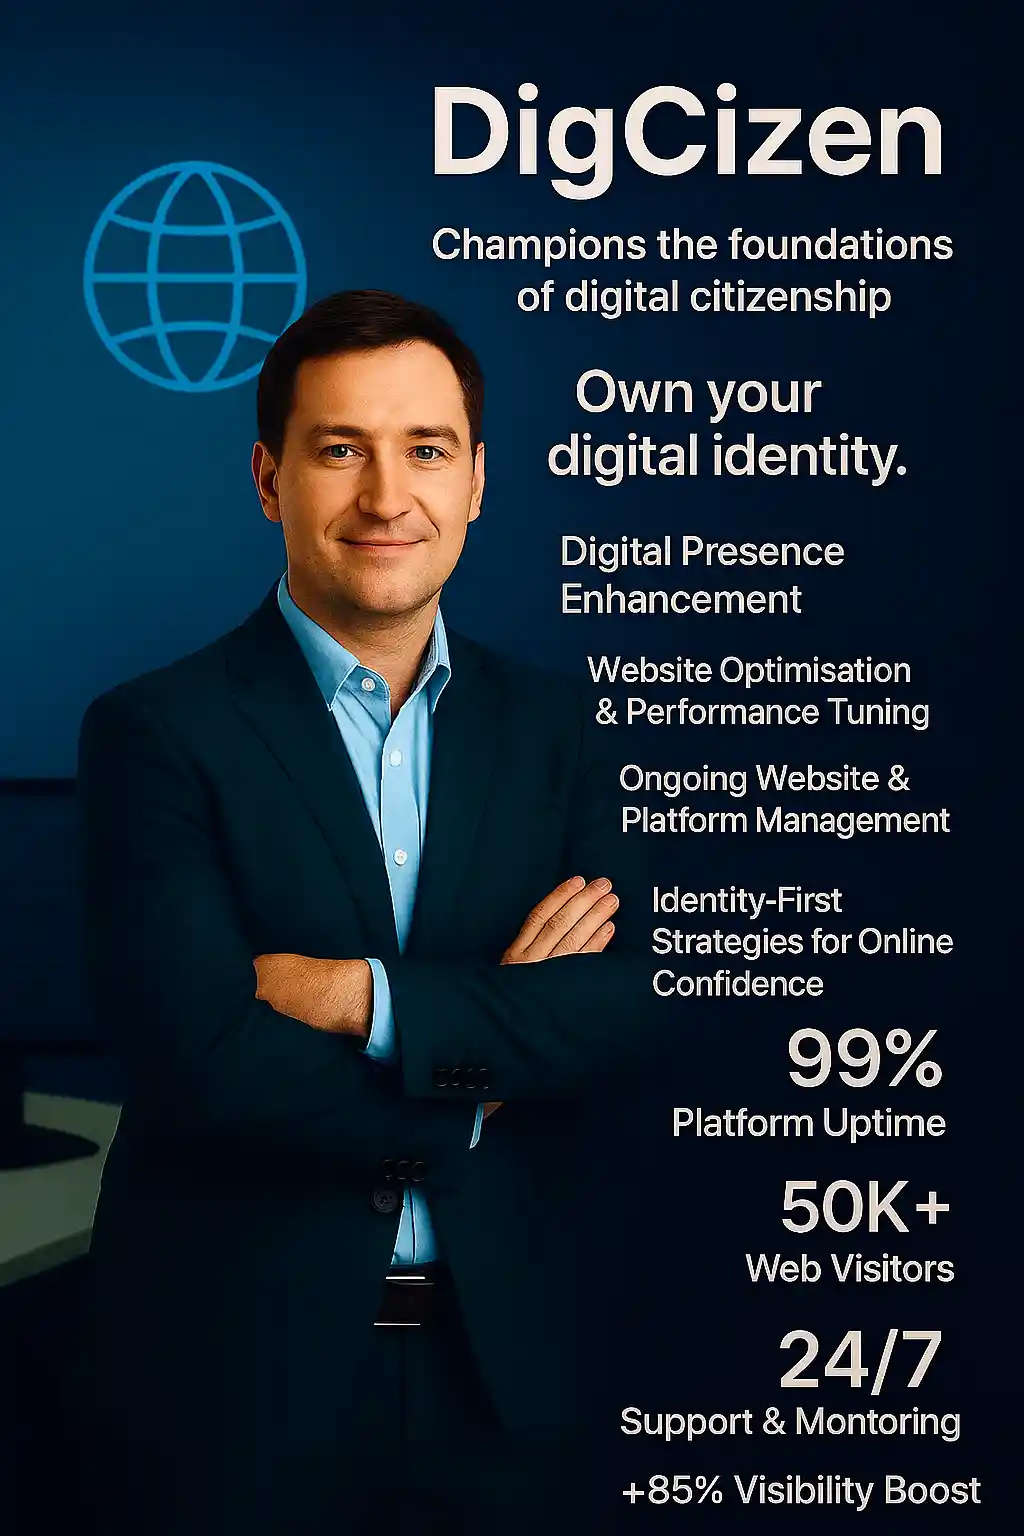 DigCizen
Champions the foundations
of digital citizenship
Own your
digital identity.
Digital Presence
Enhancement
Website Optimisation
& Performance Tuning
Ongoing Website &
Platform Management
Identity-First
Strategies for Online
Confidence
99%
Platform Uptime
50K+
Web Visitors
24/7
Support & Montoring
+85% Visibility Boost